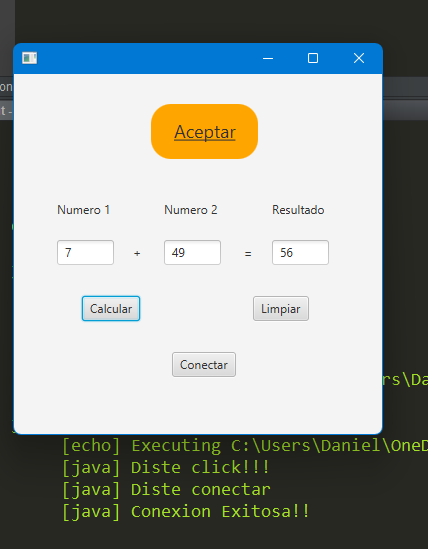 on
t -
Aceptar
Numero 1 Numero 2 Resultado
7 + 49 = 56
Calcular Limpiar
Conectar
rs\Da
[echo] Executing C:\Users\Daniel\OneD
[java] Diste click!!!
[java] Diste conectar
[java] Conexion Exitosa!!